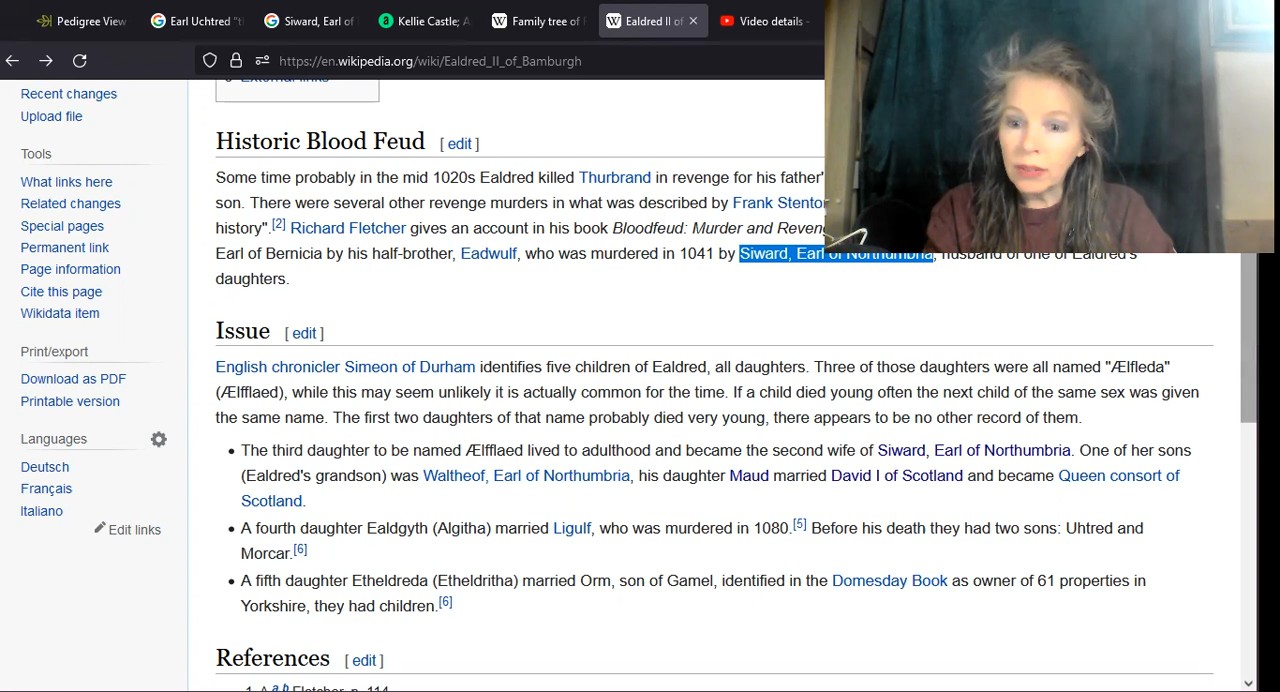 Pedigree View
Earl Uchtred "t
Siward, Earl of
Kellie Castle; A
Family tree of
Ealdred II of
Video details -
https://en.wikipedia.org/wiki/Ealdred_II_of_Bamburgh
Recent changes
Upload file
Tools
What links here
Related changes
Special pages
Permanent link
Page information
Cite this page
Wikidata item
Print/export
Download as PDF
Printable version
Languages
Deutsch
Français
Italiano
Edit links
External links
Historic Blood Feud [ edit ]
Some time probably in the mid 1020s Ealdred killed Thurbrand in revenge for his father'
son. There were several other revenge murders in what was described by Frank Stento
history".[2] Richard Fletcher gives an account in his book Bloodfeud: Murder and Reven
Earl of Bernicia by his half-brother, Eadwulf, who was murdered in 1041 by Siward, Earl of Northumbria, husband of one of Ealdred's
daughters.
Issue [ edit ]
English chronicler Simeon of Durham identifies five children of Ealdred, all daughters. Three of those daughters were all named "Ælfleda"
(Ælfflaed), while this may seem unlikely it is actually common for the time. If a child died young often the next child of the same sex was given
the same name. The first two daughters of that name probably died very young, there appears to be no other record of them.
• The third daughter to be named Ælfflaed lived to adulthood and became the second wife of Siward, Earl of Northumbria. One of her sons
(Ealdred's grandson) was Waltheof, Earl of Northumbria, his daughter Maud married David I of Scotland and became Queen consort of
Scotland.
• A fourth daughter Ealdgyth (Algitha) married Ligulf, who was murdered in 1080.[5] Before his death they had two sons: Uhtred and
Morcar.[6]
• A fifth daughter Etheldreda (Etheldritha) married Orm, son of Gamel, identified in the Domesday Book as owner of 61 properties in
Yorkshire, they had children.[6]
References [ edit ]
1. ^ a b Fletcher, p. 114